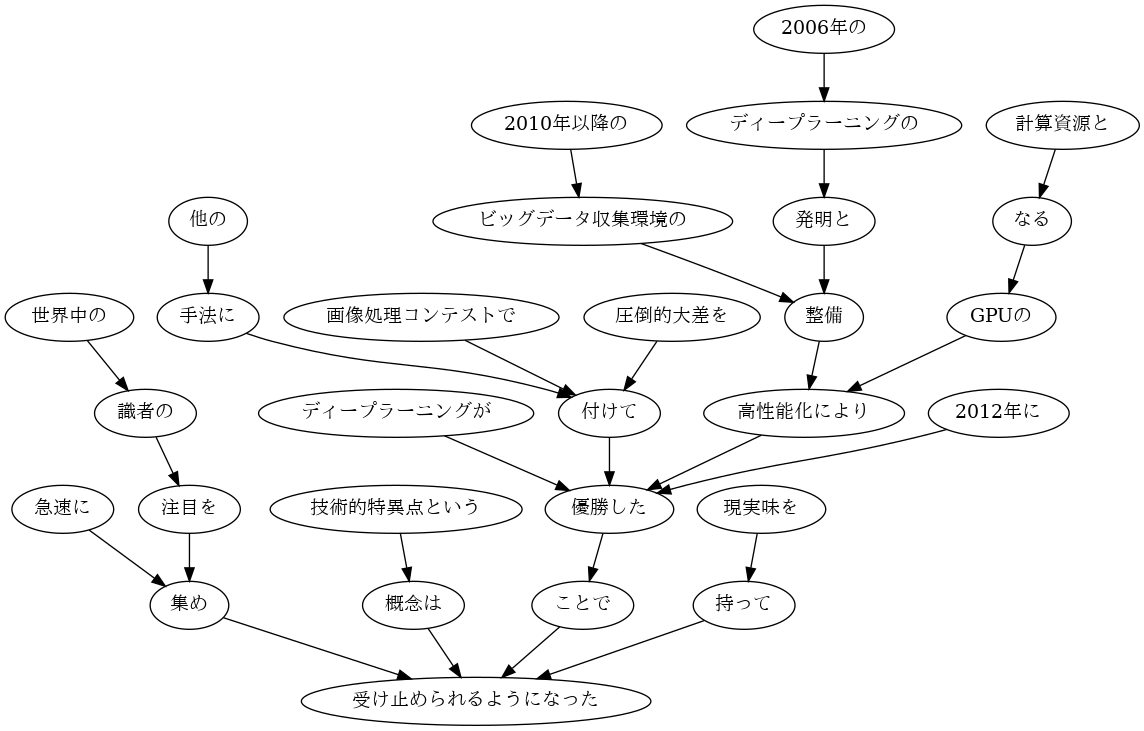 2006年の
2010年以降の
ディープラーニングの
計算資源と
他の
ビッグデータ収集環境の
発明と
なる
世界中の
手法に
画像処理コンテストで
圧倒的大差を
整備
GPUの
識者の
ディープラーニングが
付けて
高性能化により
2012年に
急速に
注目を
技術的特異点という
優勝した
現実味を
集め
概念は
ことで
持って
受け止められるようになった